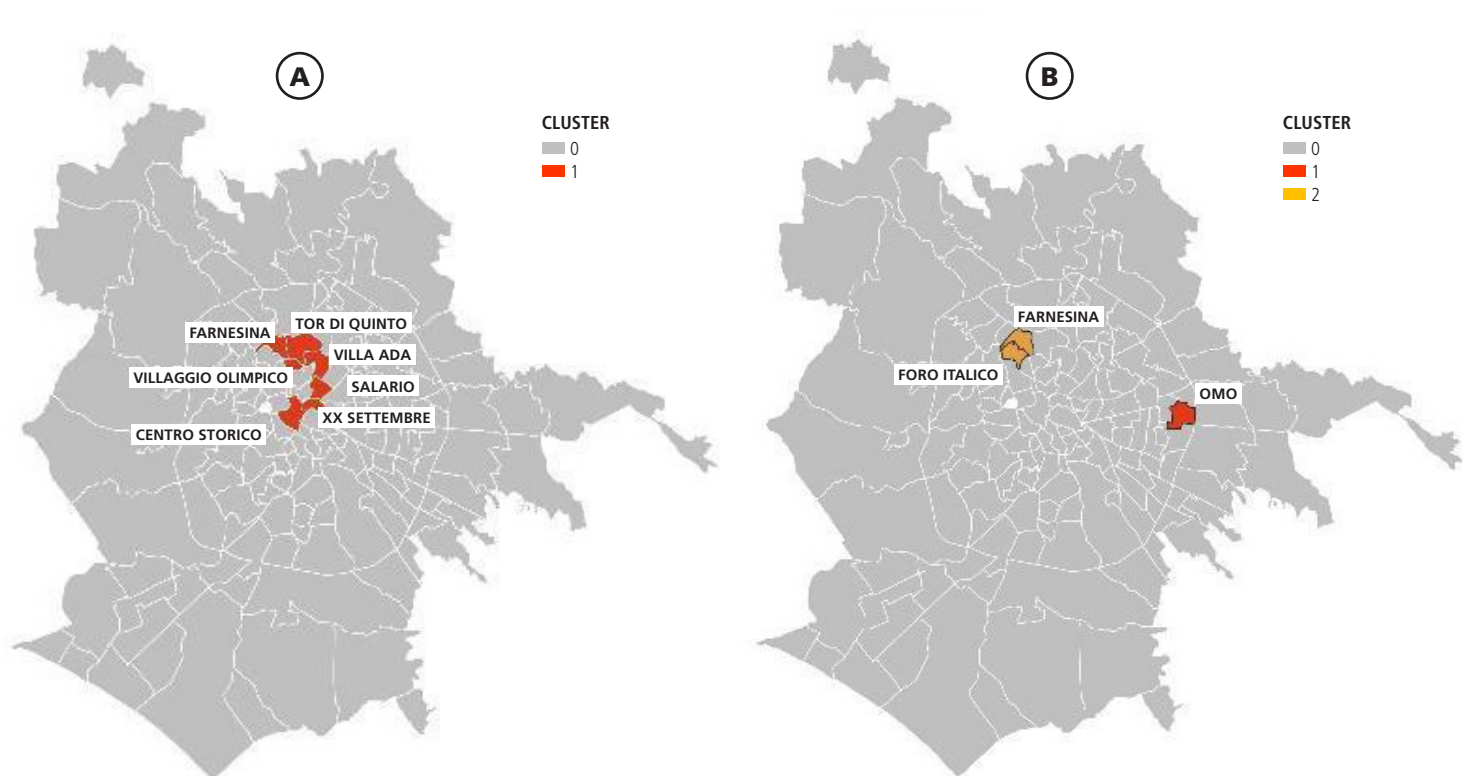 A
CLUSTER
0
1
FARNESINA
TOR DI QUINTO
VILLA ADA
VILLAGGIO OLIMPICO
SALARIO
XX SETTEMBRE
CENTRO STORICO
B
CLUSTER
0
1
2
FARNESINA
FORO ITALICO
OMO